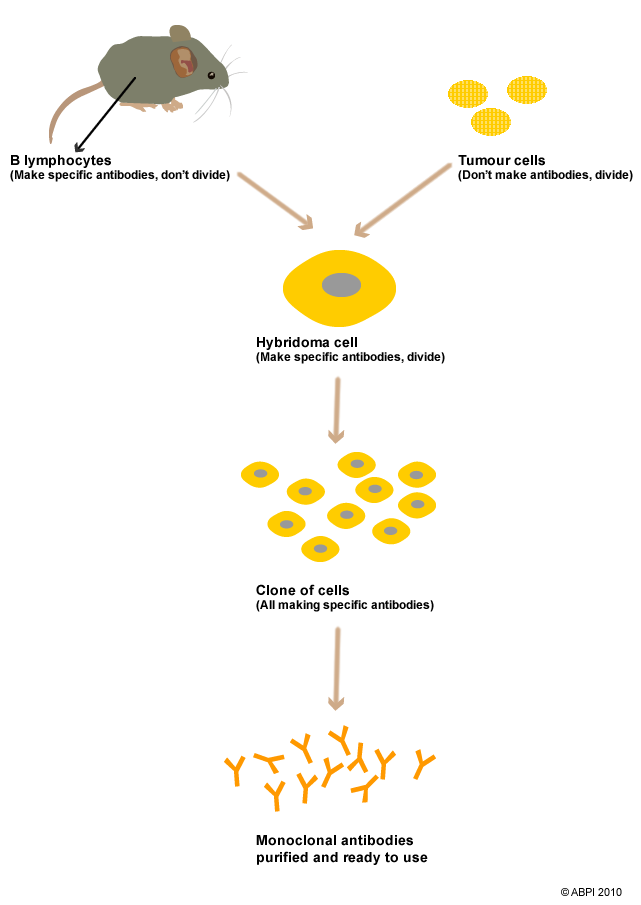 B lymphocytes
(Make specific antibodies, don't divide)
Tumour cells
(Don't make antibodies, divide)
Hybridoma cell
(Make specific antibodies, divide)
Clone of cells
(All making specific antibodies)
Monoclonal antibodies
purified and ready to use
© ABPI 2010